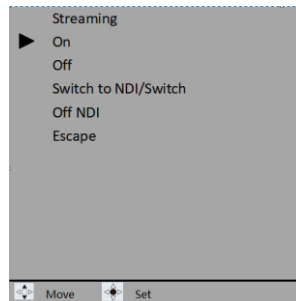 Streaming
On
Off
Switch to NDI/Switch
Off NDI
Escape
Move Set